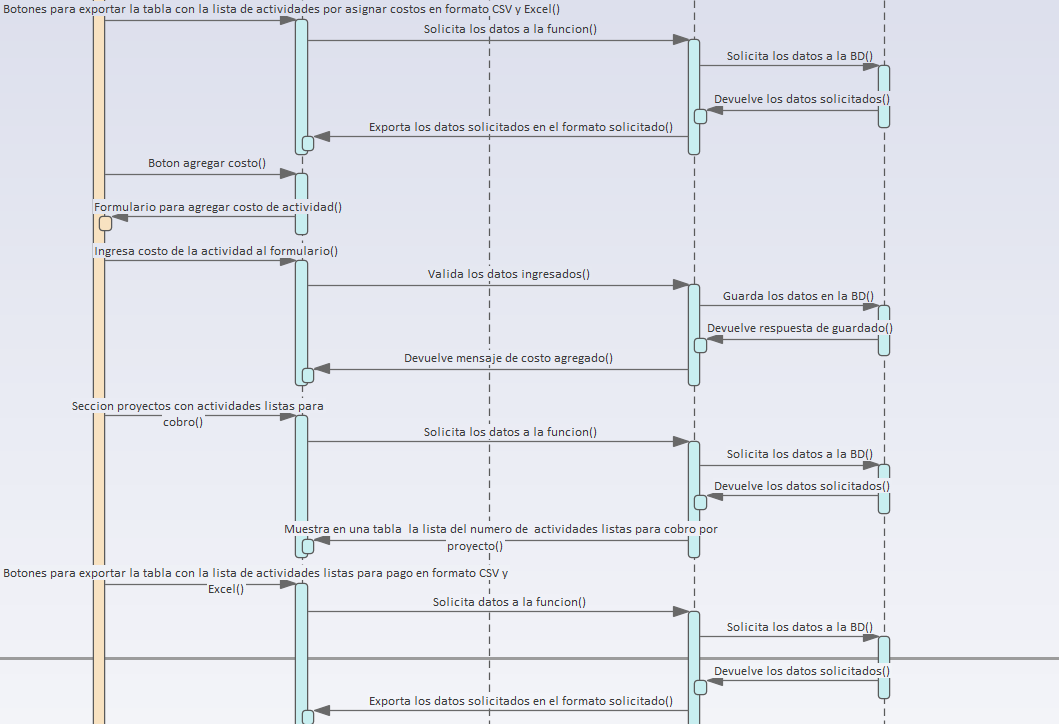 Botones para exportar la tabla con la lista de actividades por asignar costos en formato CSV y Excel()
Solicita los datos a la funcion()
Solicita los datos a la BD()
Devuelve los datos solicitados()
Exporta los datos solicitados en el formato solicitado()
Boton agregar costo()
Formulario para agregar costo de actividad()
Ingresa costo de la actividad al formulario()
Valida los datos ingresados()
Guarda los datos en la BD()
Devuelve respuesta de guardado()
Devuelve mensaje de costo agregado()
Seccion proyectos con actividades listas para
cobro()
Solicita los datos a la funcion()
Solicita los datos a la BD()
Devuelve los datos solicitados()
Muestra en una tabla  la lista del numero de  actividades listas para cobro por
proyecto()
Botones para exportar la tabla con la lista de actividades listas para pago en formato CSV y
Excel()
Solicita datos a la funcion()
Solicita los datos a la BD()
Devuelve los datos solicitados()
Exporta los datos solicitados en el formato solicitado()